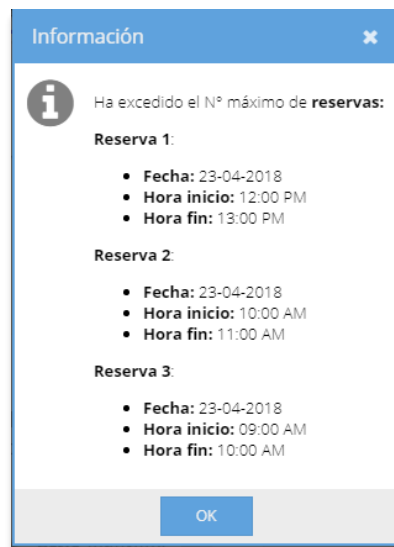 Información
Ha excedido el N° máximo de reservas:
Reserva 1:
Fecha: 23-04-2018
Hora inicio: 12:00 PM
Hora fin: 13:00 PM
Reserva 2:
Fecha: 23-04-2018
Hora inicio: 10:00 AM
Hora fin: 11:00 AM
Reserva 3:
Fecha: 23-04-2018
Hora inicio: 09:00 AM
Hora fin: 10:00 AM
OK